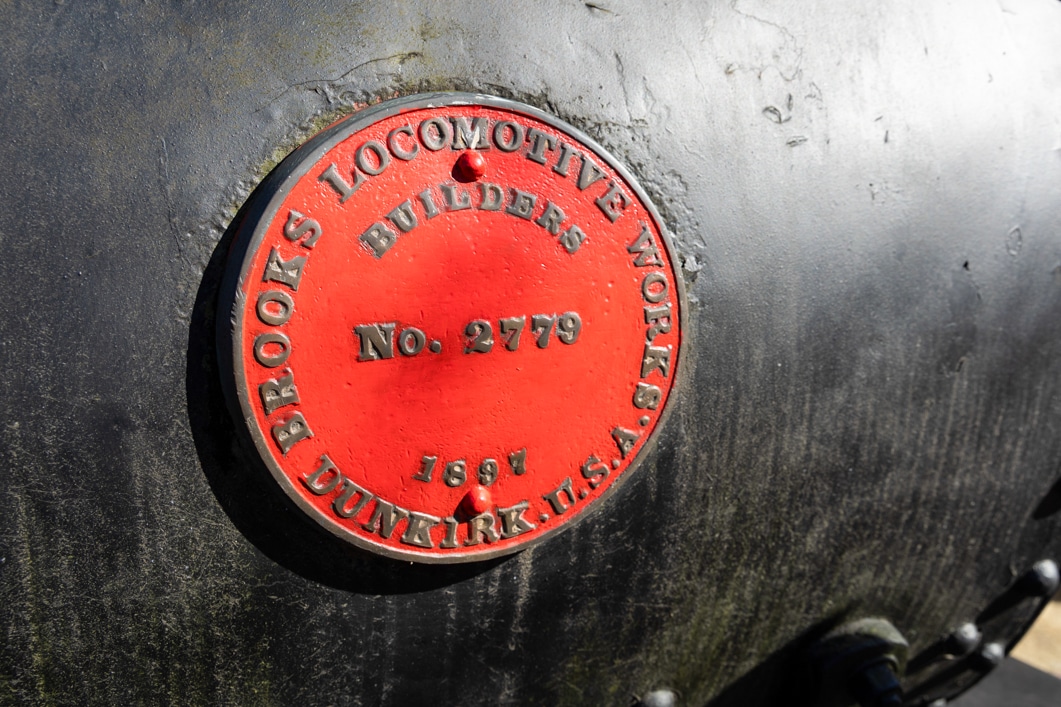 BROOKS LOCOMOTIVE WORKS.
BUILDERS
No. 2779
1897
DUNKIRK. U.S.A.